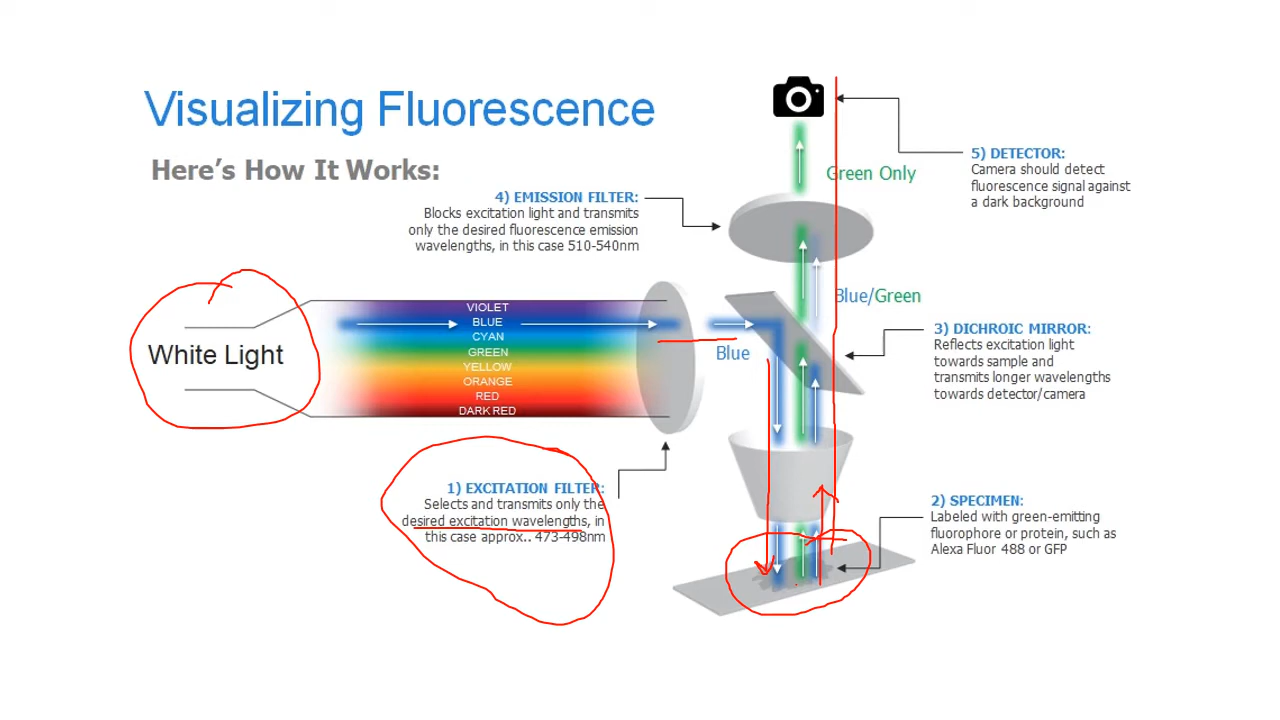 Visualizing Fluorescence
Here's How It Works:
4) EMISSION FILTER:
Blocks excitation light and transmits
only the desired fluorescence emission
wavelengths, in this case 510-540nm
5) DETECTOR:
Camera should detect
fluorescence signal against
a dark background
Green Only
Blue/Green
White Light
VIOLET
BLUE
CYAN
GREEN
YELLOW
ORANGE
RED
DARK RED
Blue
3) DICHROIC MIRROR:
Reflects excitation light
towards sample and
transmits longer wavelengths
towards detector/camera
1) EXCITATION FILTER:
Selects and transmits only the
desired excitation wavelengths, in
this case approx.. 473-498nm
2) SPECIMEN:
Labeled with green-emitting
fluorophore or protein, such as
Alexa Fluor 488 or GFP